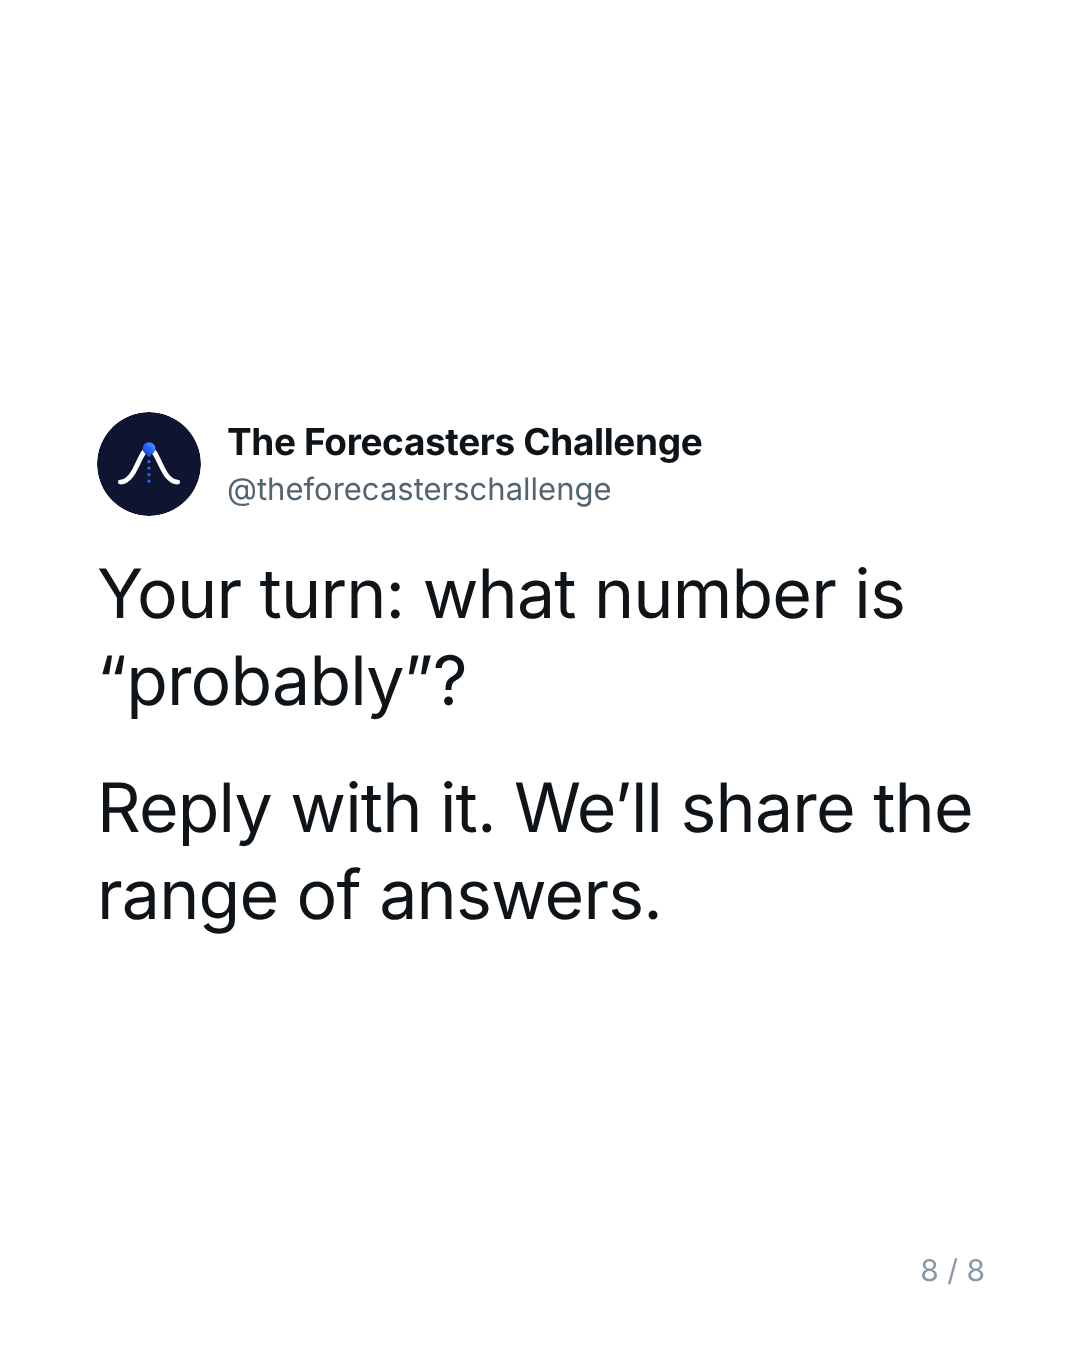 The Forecasters Challenge
@theforecasterschallenge
Your turn: what number is
“probably”?
Reply with it. We’ll share the
range of answers.
8 / 8